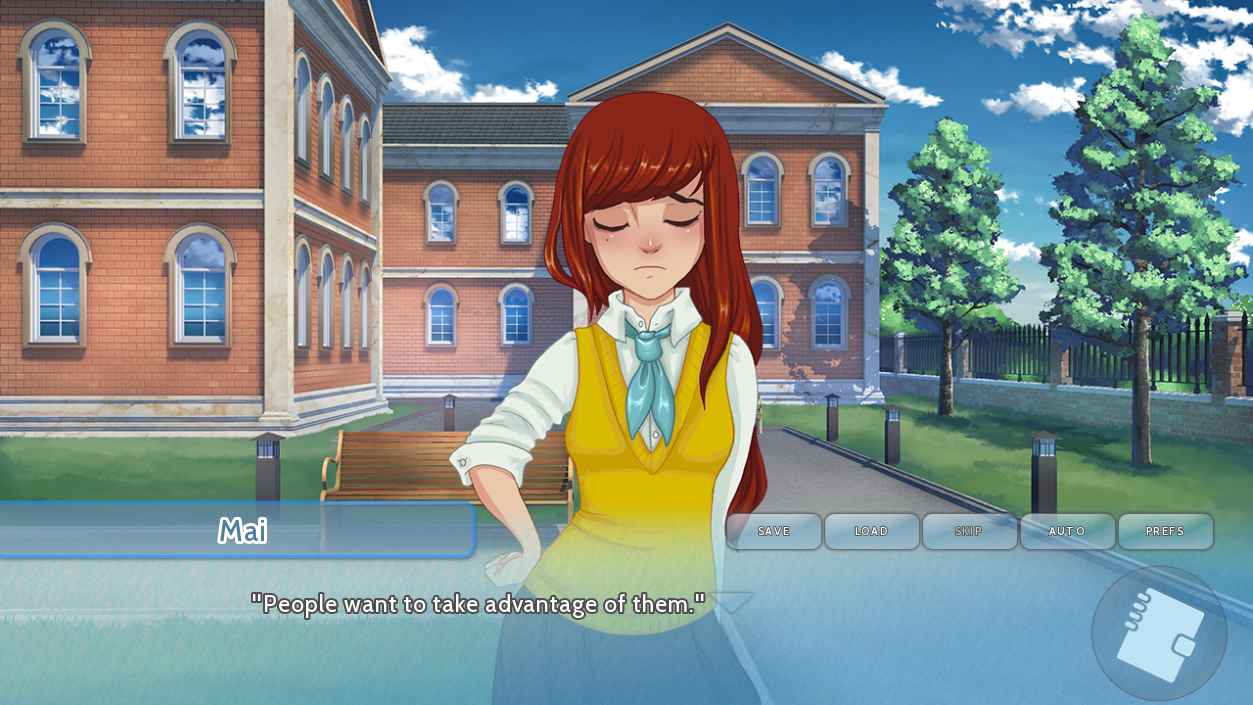 Mai
SAVE
LOAD
SKIP
AUTO
PREFS
"People want to take advantage of them."